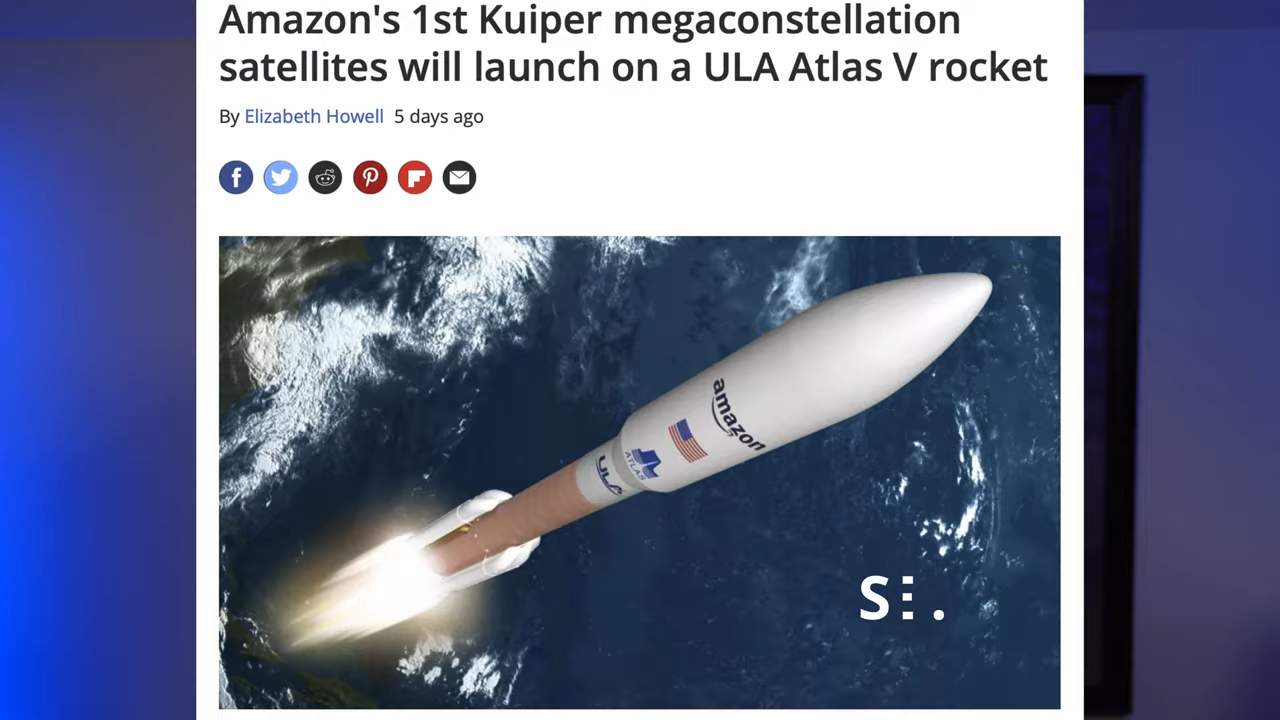 Amazon's 1st Kuiper megaconstellation
satellites will launch on a ULA Atlas V rocket
By Elizabeth Howell 5 days ago
amazon
ATLAS
ULA